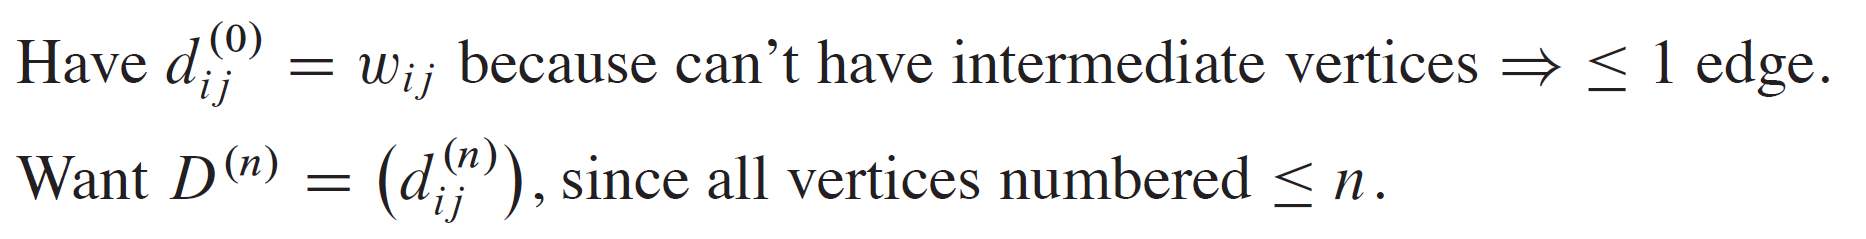 Have $d_{ij}^{(0)} = w_{ij}$ because can’t have intermediate vertices ⇒ ≤ 1 edge.
Want $D^{(n)} = (d_{ij}^{(n)})$, since all vertices numbered ≤ n.